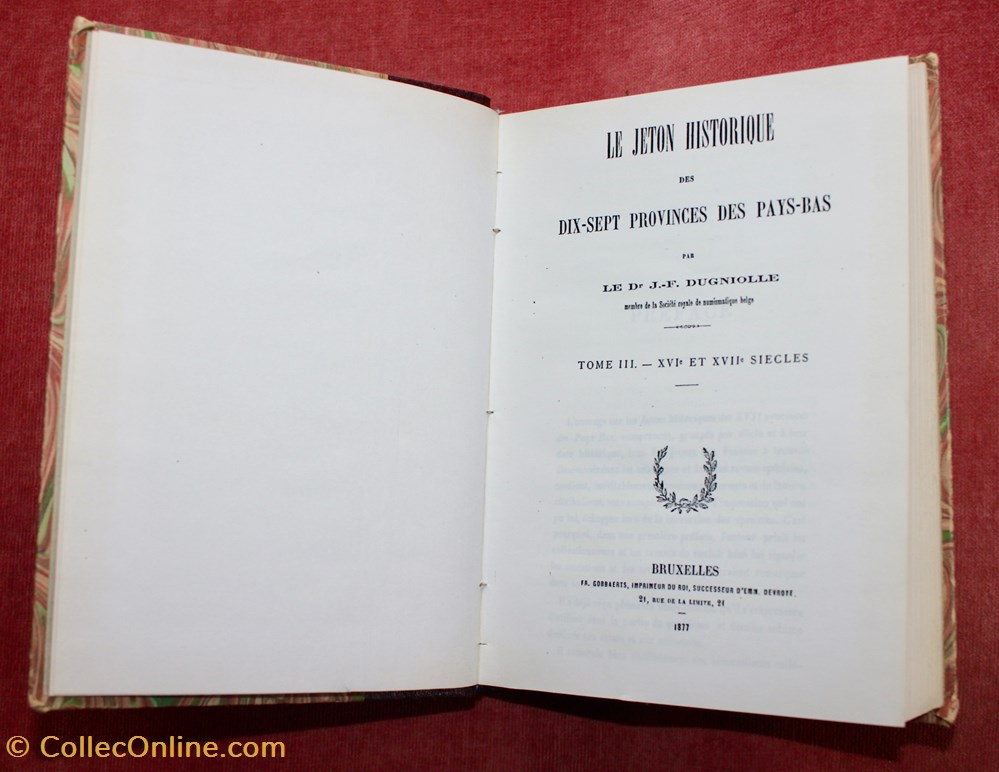 LE JETON HISTORIQUE
DES
DIX-SEPT PROVINCES DES PAYS-BAS
PAR
LE Dr J.-F. DUGNIOLLE
membre de la Société royale de numismatique belge
TOME III. — XVIe ET XVIIe SIECLES
BRUXELLES
FR. GOBBAERTS, IMPRIMEUR DU ROI, SUCCESSEUR D'EMM. DEVROYE.
21, RUE DE LA LIMITE, 21
1877
© CollecOnline.com